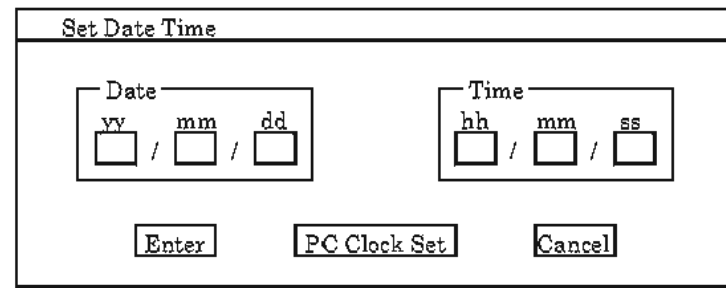 Set Date Time
Date Time
yy mm dd hh mm ss
/ / / /
Enter PC Clock Set Cancel